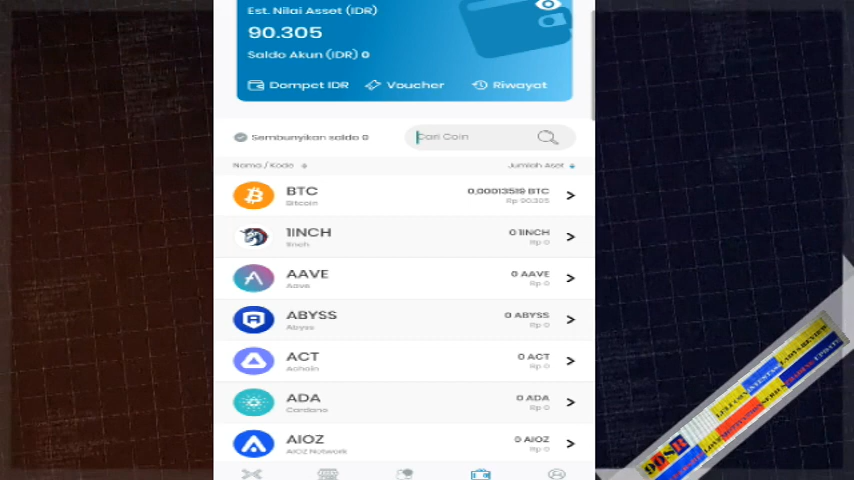 Est. Nilai Asset (IDR)
90.305
Saldo Akun (IDR) 0
Dompet IDR
Voucher
Riwayat
Sembunyikan saldo 0
Cari Coin
Nama / Kode
Jumlah Aset
BTC
Bitcoin
0,00013519 BTC
Rp 90.305
1INCH
1inch
0 1INCH
Rp 0
AAVE
Aave
0 AAVE
Rp 0
ABYSS
Abyss
0 ABYSS
Rp 0
ACT
Achain
0 ACT
Rp 0
ADA
Cardano
0 ADA
Rp 0
AIOZ
AIOZ Network
0 AIOZ
Rp 0
96SR